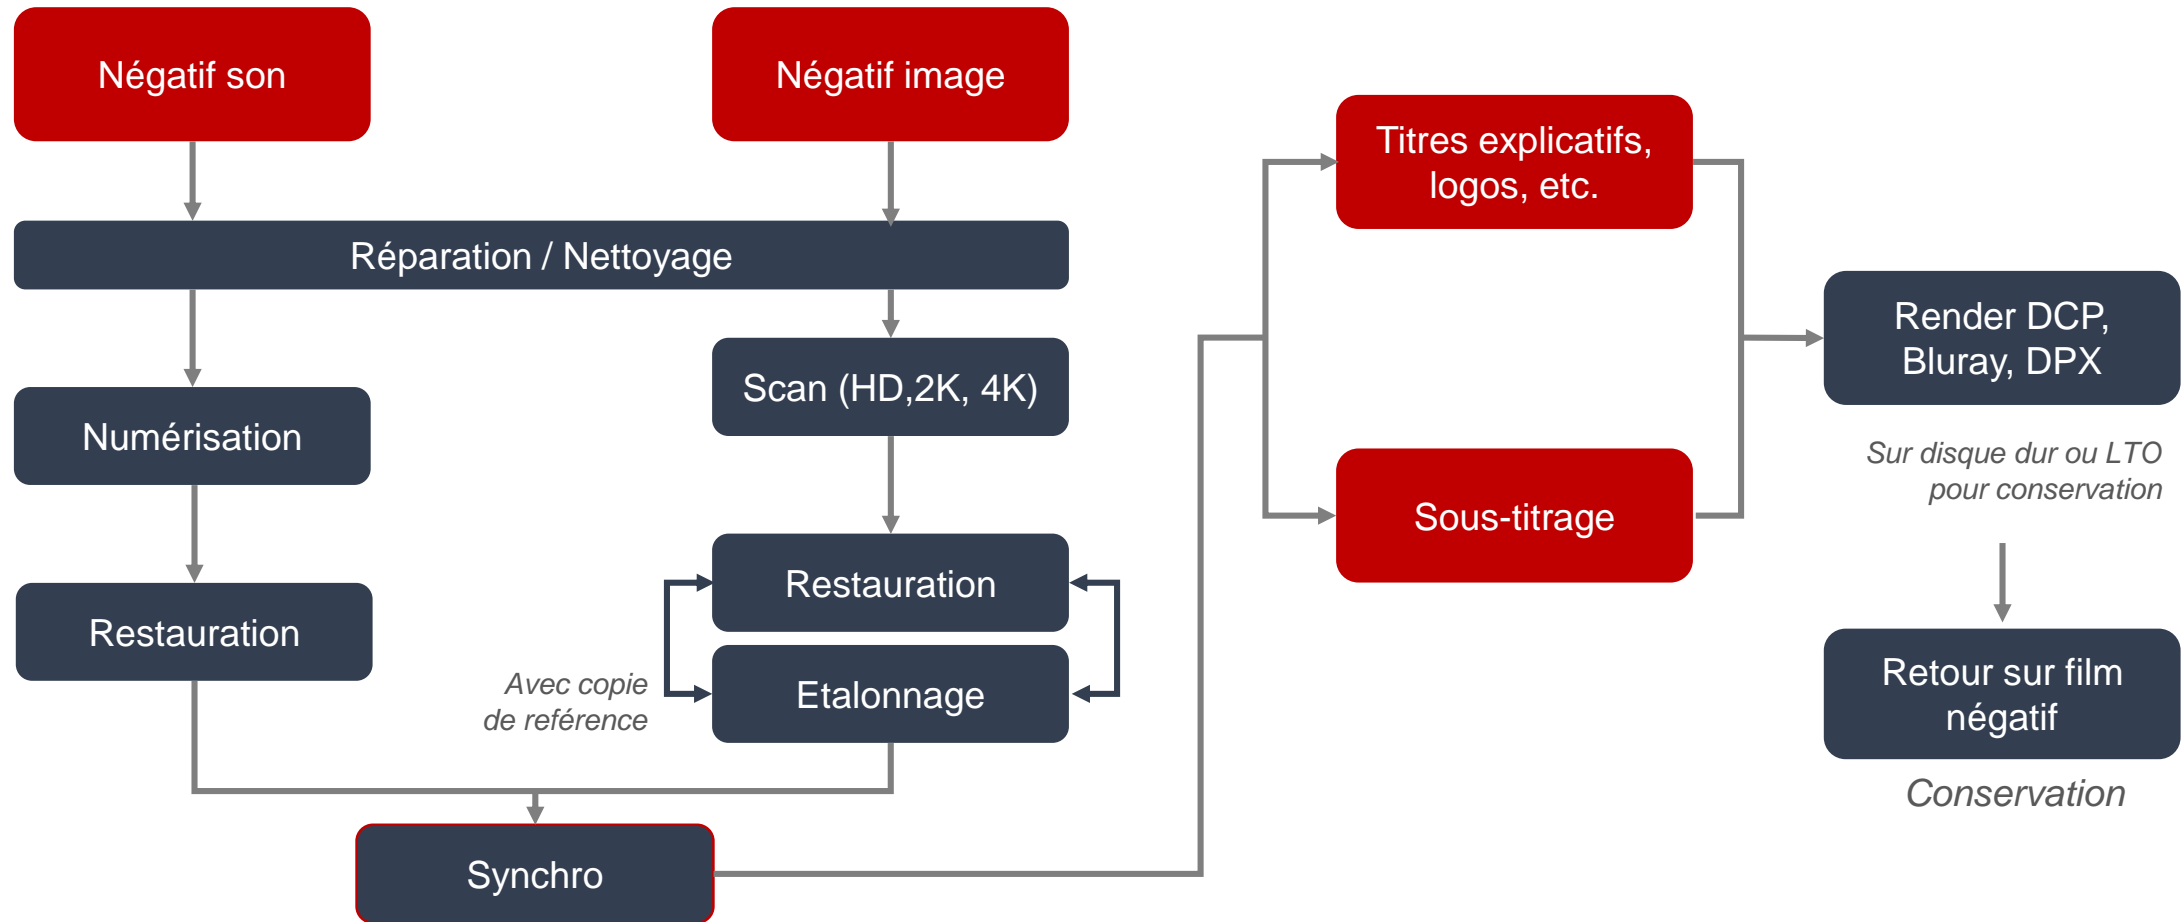 Négatif son
Négatif image
Réparation / Nettoyage
Numérisation
Scan (HD,2K, 4K)
Restauration
Restauration
Etalonnage
Avec copie
de reférence
Synchro
Titres explicatifs,
logos, etc.
Sous-titrage
Render DCP,
Bluray, DPX
Sur disque dur ou LTO
pour conservation
Retour sur film
négatif
Conservation